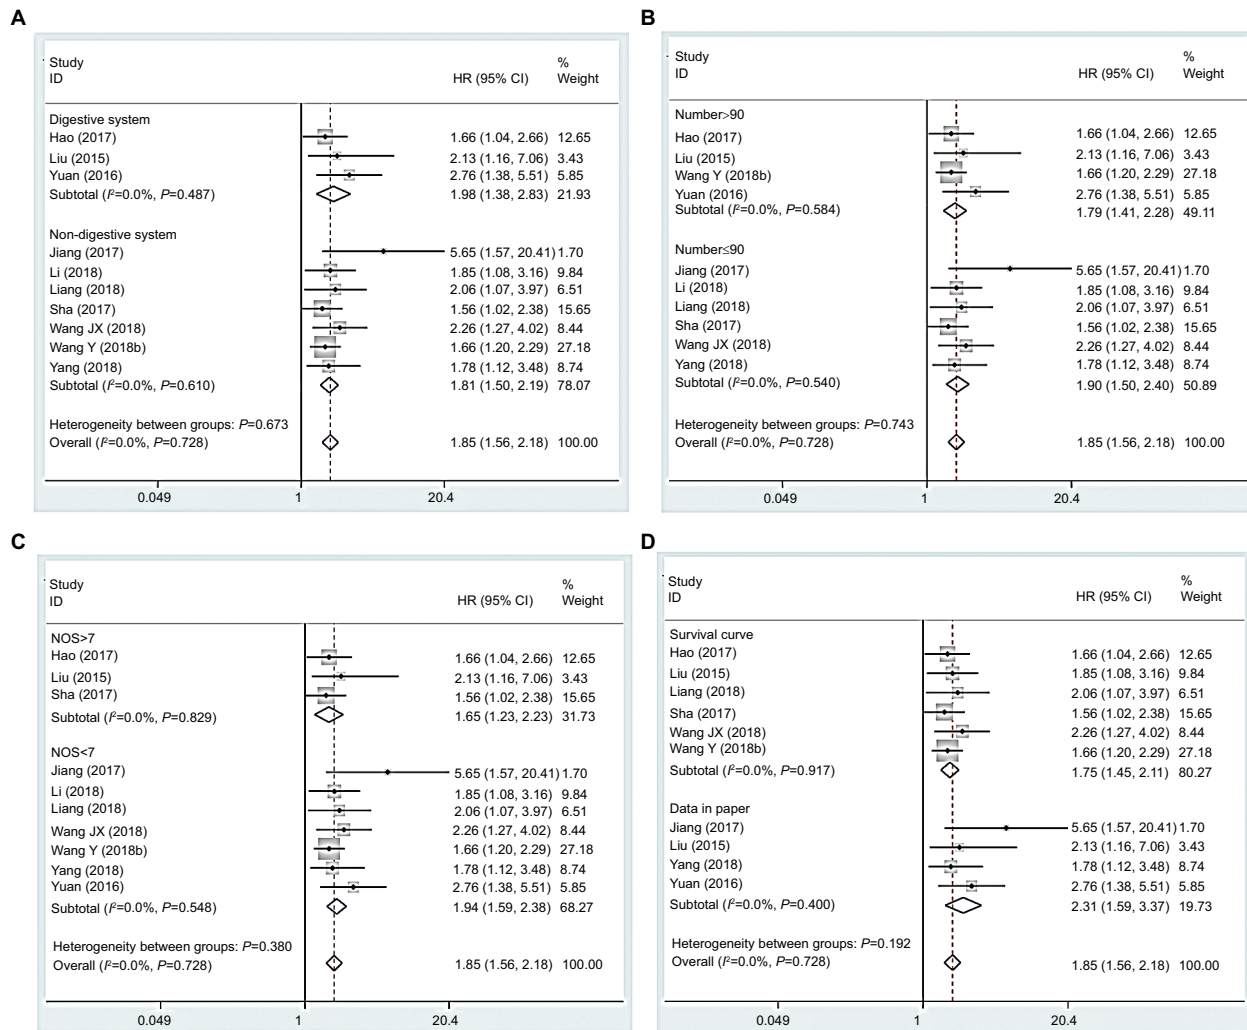 A
Study % 
ID HR (95% CI) Weight
Digestive system
Hao (2017) 1.66 (1.04, 2.66) 12.65
Liu (2015) 2.13 (1.16, 7.06) 3.43
Yuan (2016) 2.76 (1.38, 5.51) 5.85
Subtotal (I²=0.0%, P=0.487) 1.98 (1.38, 2.83) 21.93
Non-digestive system
Jiang (2017) 5.65 (1.57, 20.41) 1.70
Li (2018) 1.85 (1.08, 3.16) 9.84
Liang (2018) 2.06 (1.07, 3.97) 6.51
Sha (2017) 1.56 (1.02, 2.38) 15.65
Wang JX (2018) 2.26 (1.27, 4.02) 8.44
Wang Y (2018b) 1.66 (1.20, 2.29) 27.18
Yang (2018) 1.78 (1.12, 3.48) 8.74
Subtotal (I²=0.0%, P=0.610) 1.81 (1.50, 2.19) 78.07
Heterogeneity between groups: P=0.673
Overall (I²=0.0%, P=0.728) 1.85 (1.56, 2.18) 100.00
0.049 1 20.4
B
Study %
ID HR (95% CI) Weight
Number>90
Hao (2017) 1.66 (1.04, 2.66) 12.65
Liu (2015) 2.13 (1.16, 7.06) 3.43
Wang Y (2018b) 1.66 (1.20, 2.29) 27.18
Yuan (2016) 2.76 (1.38, 5.51) 5.85
Subtotal (I²=0.0%, P=0.584) 1.79 (1.41, 2.28) 49.11
Number≤90
Jiang (2017) 5.65 (1.57, 20.41) 1.70
Li (2018) 1.85 (1.08, 3.16) 9.84
Liang (2018) 2.06 (1.07, 3.97) 6.51
Sha (2017) 1.56 (1.02, 2.38) 15.65
Wang JX (2018) 2.26 (1.27, 4.02) 8.44
Yang (2018) 1.78 (1.12, 3.48) 8.74
Subtotal (I²=0.0%, P=0.540) 1.90 (1.50, 2.40) 50.89
Heterogeneity between groups: P=0.743
Overall (I²=0.0%, P=0.728) 1.85 (1.56, 2.18) 100.00
0.049 1 20.4
C
Study %
ID HR (95% CI) Weight
NOS>7
Hao (2017) 1.66 (1.04, 2.66) 12.65
Liu (2015) 2.13 (1.16, 7.06) 3.43
Sha (2017) 1.56 (1.02, 2.38) 15.65
Subtotal (I²=0.0%, P=0.829) 1.65 (1.23, 2.23) 31.73
NOS<7
Jiang (2017) 5.65 (1.57, 20.41) 1.70
Li (2018) 1.85 (1.08, 3.16) 9.84
Liang (2018) 2.06 (1.07, 3.97) 6.51
Wang JX (2018) 2.26 (1.27, 4.02) 8.44
Wang Y (2018b) 1.66 (1.20, 2.29) 27.18
Yang (2018) 1.78 (1.12, 3.48) 8.74
Yuan (2016) 2.76 (1.38, 5.51) 5.85
Subtotal (I²=0.0%, P=0.548) 1.94 (1.59, 2.38) 68.27
Heterogeneity between groups: P=0.380
Overall (I²=0.0%, P=0.728) 1.85 (1.56, 2.18) 100.00
0.049 1 20.4
D
Study %
ID HR (95% CI) Weight
Survival curve
Hao (2017) 1.66 (1.04, 2.66) 12.65
Liu (2015) 1.85 (1.08, 3.16) 9.84
Liang (2018) 2.06 (1.07, 3.97) 6.51
Sha (2017) 1.56 (1.02, 2.38) 15.65
Wang JX (2018) 2.26 (1.27, 4.02) 8.44
Wang Y (2018b) 1.66 (1.20, 2.29) 27.18
Subtotal (I²=0.0%, P=0.917) 1.75 (1.45, 2.11) 80.27
Data in paper
Jiang (2017) 5.65 (1.57, 20.41) 1.70
Liu (2015) 2.13 (1.16, 7.06) 3.43
Yang (2018) 1.78 (1.12, 3.48) 8.74
Yuan (2016) 2.76 (1.38, 5.51) 5.85
Subtotal (I²=0.0%, P=0.400) 2.31 (1.59, 3.37) 19.73
Heterogeneity between groups: P=0.192
Overall (I²=0.0%, P=0.728) 1.85 (1.56, 2.18) 100.00
0.049 1 20.4